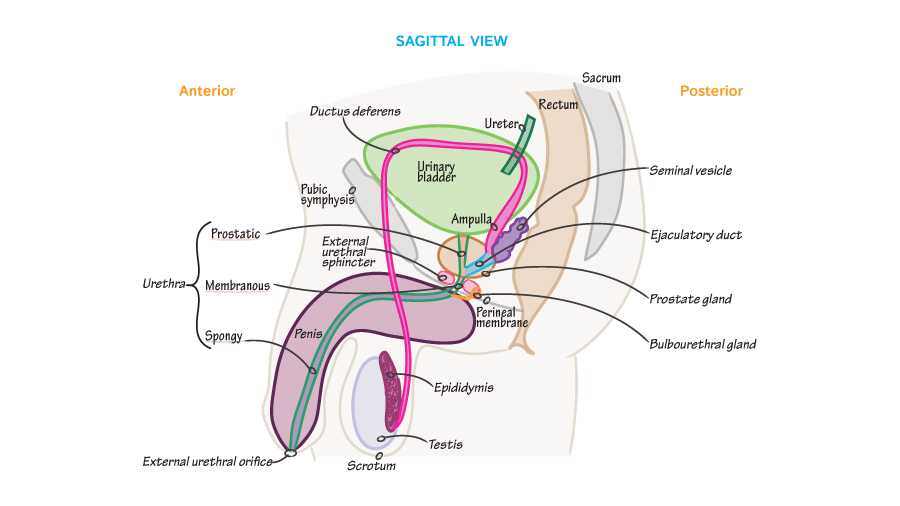 SAGITTAL VIEW
Sacrum
Anterior
Posterior
Rectum
Ductus deferens
Ureter
Urinary
bladder
Seminal vesicle
Pubic
symphysis
Ampulla
Prostatic
External
urethral
sphincter
Ejaculatory duct
Urethra
Membranous
Prostate gland
Perineal
membrane
Spongy
Penis
Bulbourethral gland
Epididymis
Testis
External urethral orifice
Scrotum